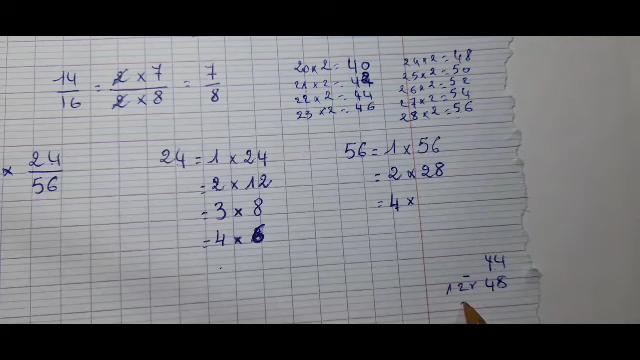 14/16 = 2 × 7/2 × 8 = 7/8
20 × 2 = 40
21 × 2 = 42
22 × 2 = 44
23 × 2 = 46
24 × 2 = 48
25 × 2 = 50
26 × 2 = 52
27 × 2 = 54
28 × 2 = 56
× 24/56
24 = 1 × 24
= 2 × 12
= 3 × 8
= 4 × 6
56 = 1 × 56
= 2 × 28
= 4 ×
44
48